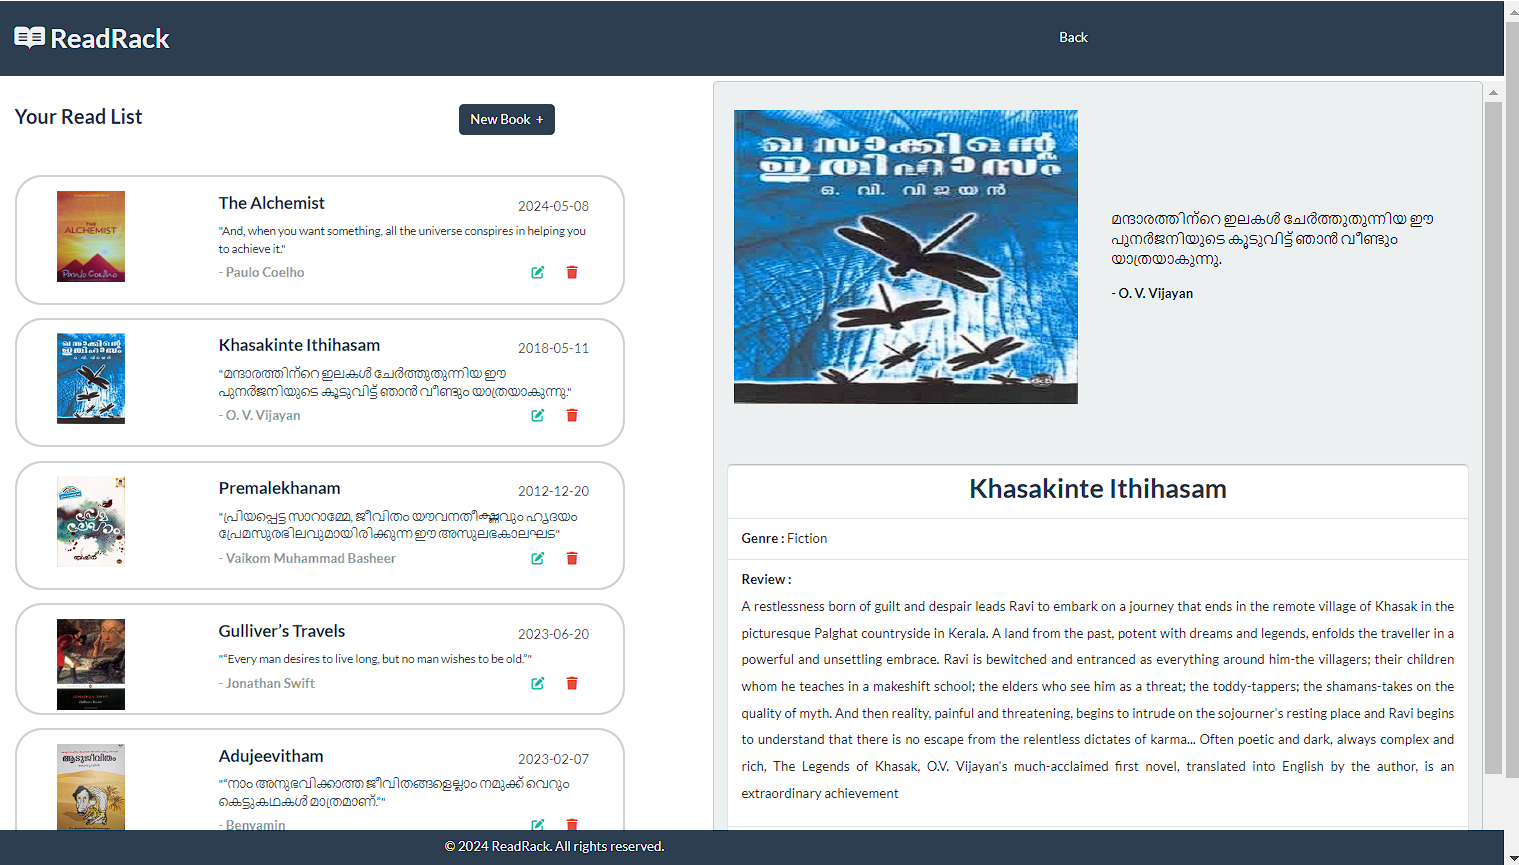 ReadRack
Back
Your Read List
New Book +
The Alchemist
2024-05-08
"And, when you want something, all the universe conspires in helping you
to achieve it."
- Paulo Coelho
THE
ALCHEMIST
Paulo Coelho
Khasakinte Ithihasam
2018-05-11
"മന്ദാരത്തിന്റെ ഇലകൾ ചേർത്തുതുന്നിയ ഈ
പുനർജനിയുടെ കൂടുവിട്ട് ഞാൻ വീണ്ടും യാത്രയാകുന്നു."
- O. V. Vijayan
Premalekhanam
2012-12-20
"പ്രിയപ്പെട്ട സാറാമ്മേ, ജീവിതം യൗവനതീക്ഷ്ണവും ഹൃദയം
പ്രേമസുരഭിലവുമായിരിക്കുന്ന ഈ അസുലഭകാലഘട"
- Vaikom Muhammad Basheer
Gulliver’s Travels
2023-06-20
"“Every man desires to live long, but no man wishes to be old.”"
- Jonathan Swift
Adujeevitham
2023-02-07
"“നാം അനുഭവിക്കാത്ത ജീവിതങ്ങളെല്ലാം നമുക്ക് വെറും
കെട്ടുകഥകൾ മാത്രമാണ്.”"
- Benyamin
ആടുജീവിതം
ഖസാക്കിന്റെ
ഇതിഹാസം
ഒ. വി. വിജയൻ
മന്ദാരത്തിന്റെ ഇലകൾ ചേർത്തുതുന്നിയ ഈ
പുനർജനിയുടെ കൂടുവിട്ട് ഞാൻ വീണ്ടും
യാത്രയാകുന്നു.
- O. V. Vijayan
Khasakinte Ithihasam
Genre : Fiction
Review :
A restlessness born of guilt and despair leads Ravi to embark on a journey that ends in the remote village of Khasak in the
picturesque Palghat countryside in Kerala. A land from the past, potent with dreams and legends, enfolds the traveller in a
powerful and unsettling embrace. Ravi is bewitched and entranced as everything around him-the villagers; their children
whom he teaches in a makeshift school; the elders who see him as a threat; the toddy-tappers; the shamans-takes on the
quality of myth. And then reality, painful and threatening, begins to intrude on the sojourner's resting place and Ravi begins
to understand that there is no escape from the relentless dictates of karma... Often poetic and dark, always complex and
rich, The Legends of Khasak, O.V. Vijayan's much-acclaimed first novel, translated into English by the author, is an
extraordinary achievement
© 2024 ReadRack. All rights reserved.